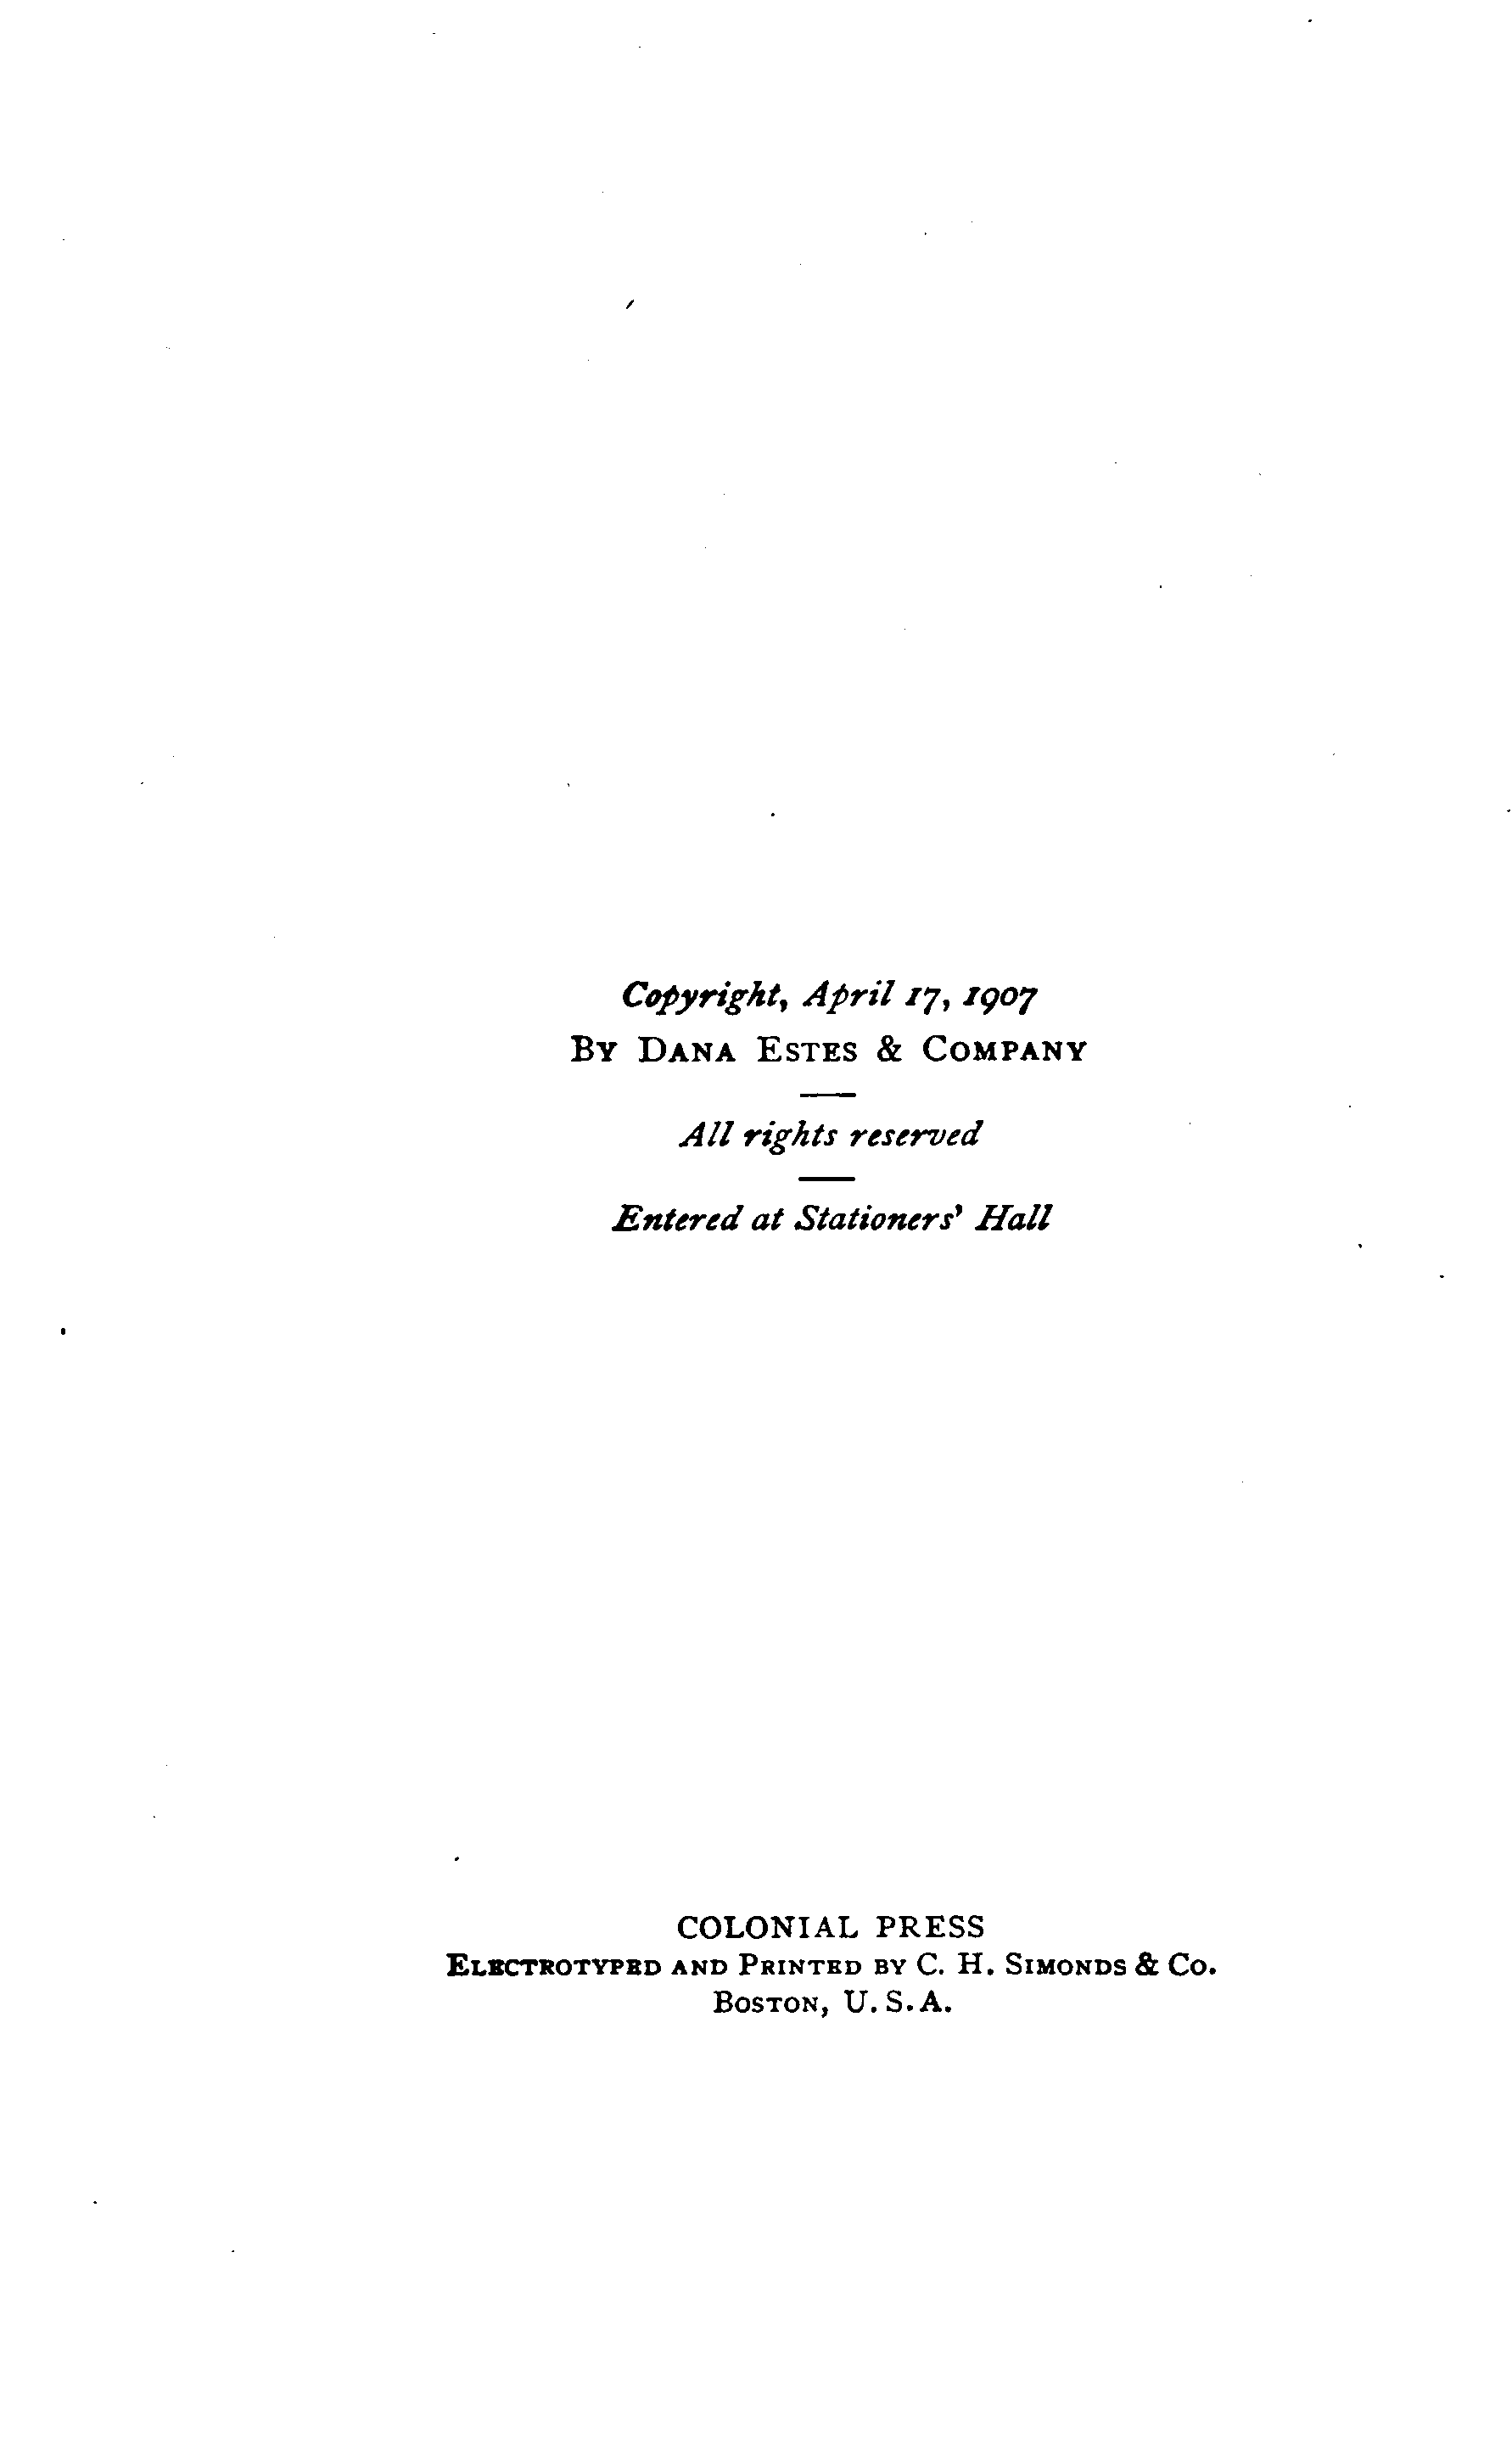 Copyright, April 17, 1907
By Dana Estes & Company
All rights reserved
Entered at Stationers' Hall
COLONIAL PRESS
Electrotyped and Printed by C. H. Simonds & Co.
Boston, U. S. A.